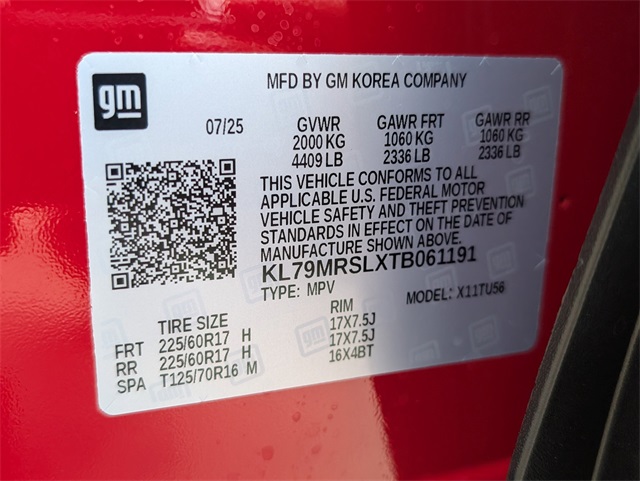 gm
MFD BY GM KOREA COMPANY
07/25 GVWR GAWR FRT GAWR RR
2000 KG 1060 KG 1060 KG
4409 LB 2336 LB 2336 LB
THIS VEHICLE CONFORMS TO ALL
APPLICABLE U.S. FEDERAL MOTOR
VEHICLE SAFETY AND THEFT PREVENTION
STANDARDS IN EFFECT ON THE DATE OF
MANUFACTURE SHOWN ABOVE.
KL79MRSLXTB061191
TYPE: MPV MODEL: X11TU56
TIRE SIZE RIM
FRT 225/60R17 H 17X7.5J
RR 225/60R17 H 17X7.5J
SPA T125/70R16 M 16X4BT